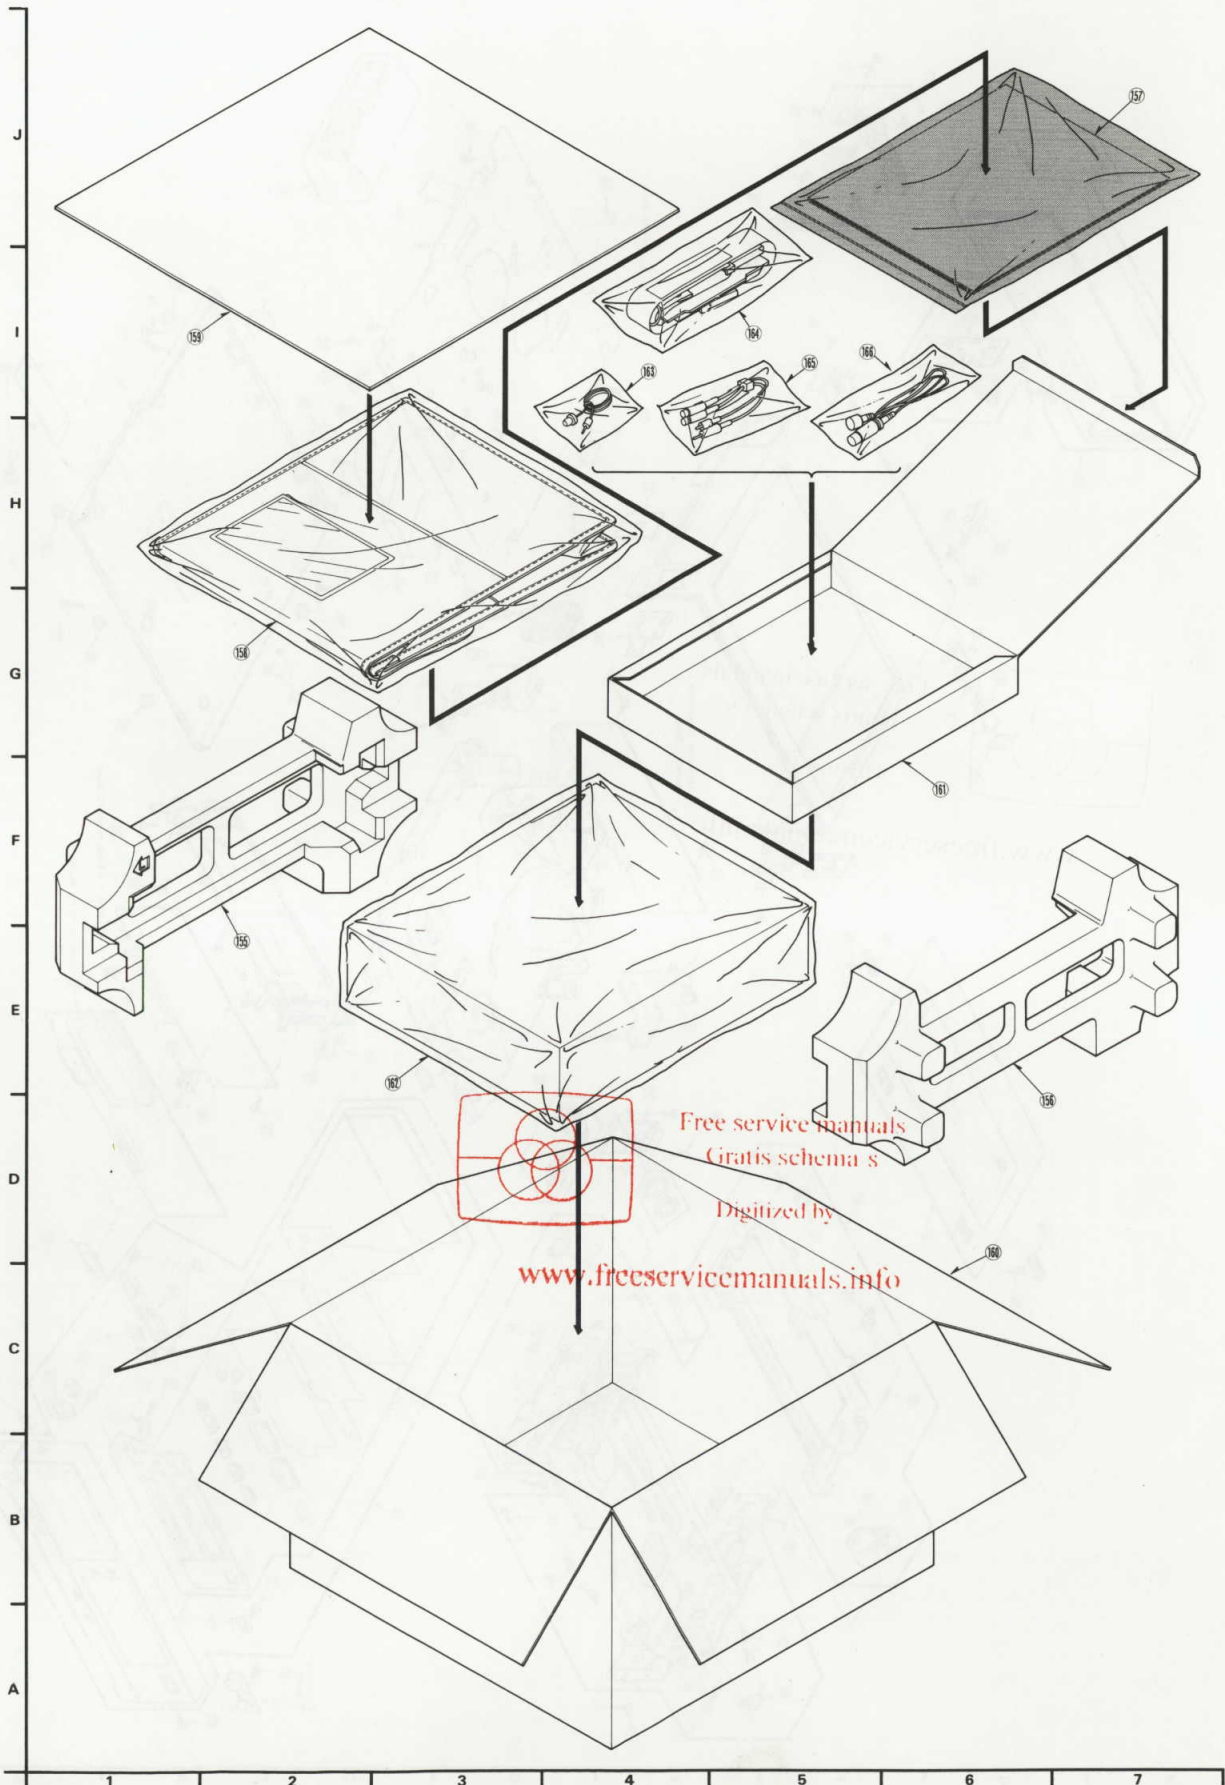 J
157
I
159
164
163
165
166
H
158
G
161
F
155
E
162
156
Free service manuals
Gratis schema's
D
Digitized by
160
www.freeservicemanuals.info
C
B
A
1 2 3 4 5 6 7